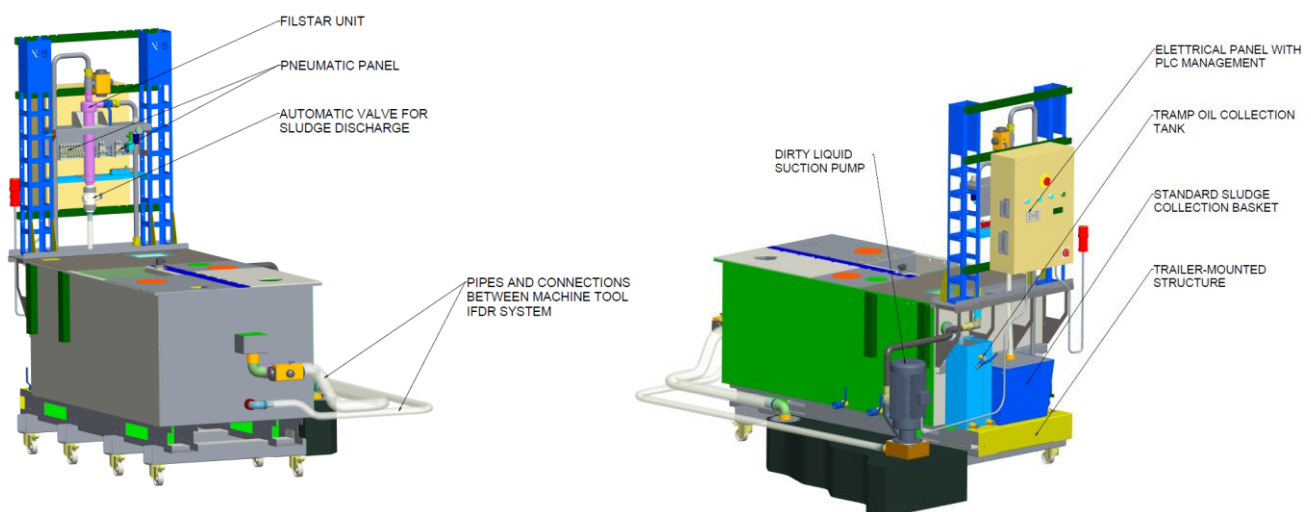 FILSTAR UNIT
PNEUMATIC PANEL
AUTOMATIC VALVE FOR
SLUDGE DISCHARGE
PIPES AND CONNECTIONS
BETWEEN MACHINE TOOL
IFDR SYSTEM
ELETTRICAL PANEL WITH
PLC MANAGEMENT
TRAMP OIL COLLECTION
TANK
DIRTY LIQUID
SUCTION PUMP
STANDARD SLUDGE
COLLECTION BASKET
TRAILER-MOUNTED
STRUCTURE